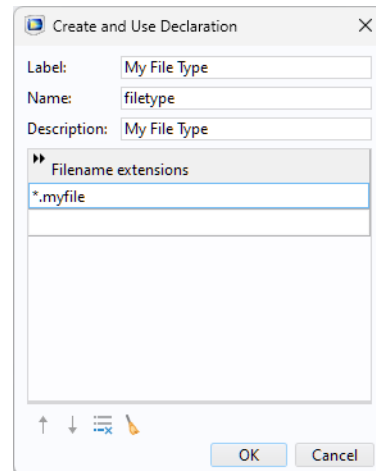 Create and Use Declaration
Label: My File Type
Name: filetype
Description: My File Type
Filename extensions
*.myfile
OK Cancel